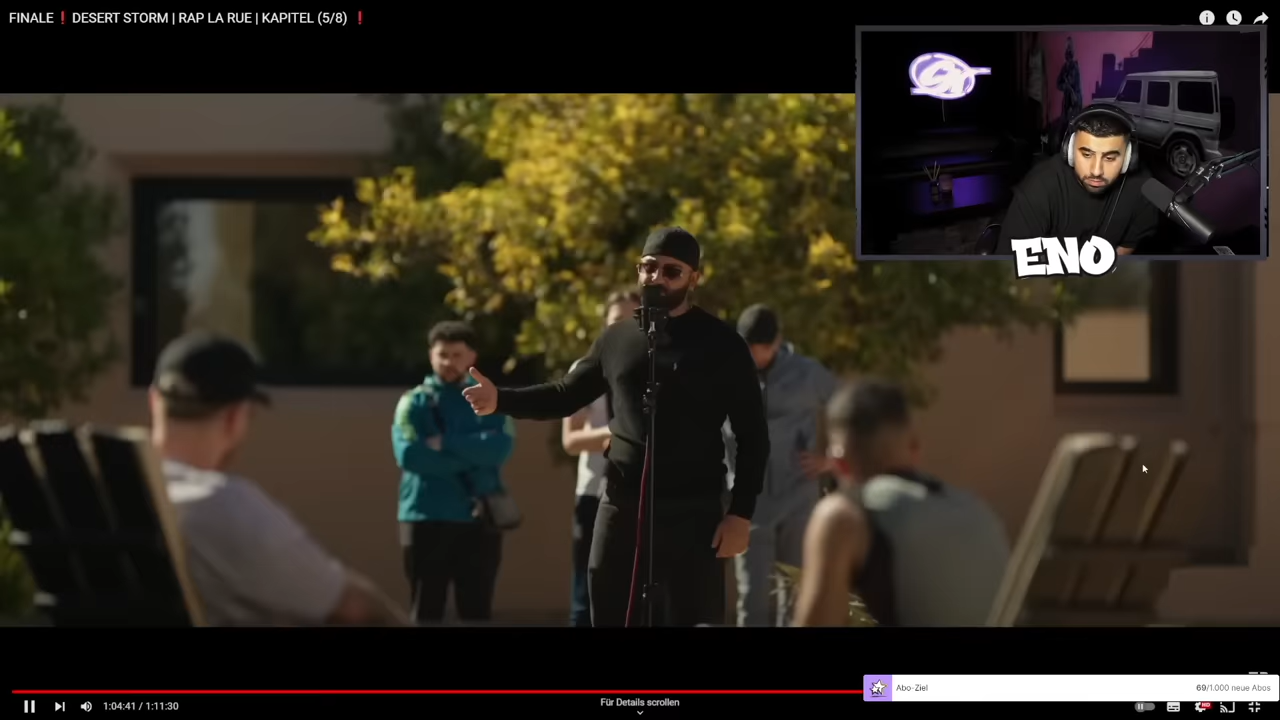 FINALE❗DESERT STORM | RAP LA RUE | KAPITEL (5/8) ❗
ENO
Abo-Ziel
69/1.000 neue Abos
Für Details scrollen
1:04:41 / 1:11:30
HD